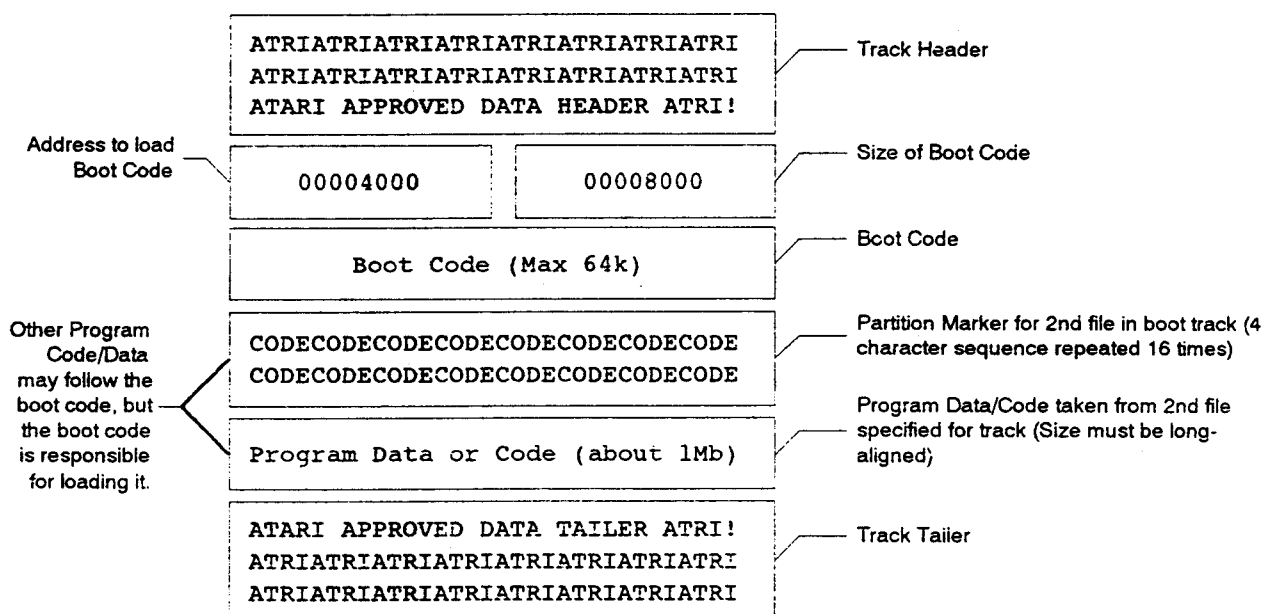 ATRIATRIATRIATRIATRIATRIATRIATRI
ATRIATRIATRIATRIATRIATRIATRIATRI
ATARI APPROVED DATA HEADER ATRI!
Track Header
Address to load
Boot Code
00004000
00008000
Size of Boot Code
Boot Code (Max 64k)
Boot Code
Other Program
Code/Data
may follow the
boot code, but
the boot code
is responsible
for loading it.
CODECODECODECODECODECODECODECODE
CODECODECODECODECODECODECODECODE
Partition Marker for 2nd file in boot track (4
character sequence repeated 16 times)
Program Data or Code (about 1Mb)
Program Data/Code taken from 2nd file
specified for track (Size must be long-
aligned)
ATARI APPROVED DATA TAILER ATRI!
ATRIATRIATRIATRIATRIATRIATRIATRI
ATRIATRIATRIATRIATRIATRIATRIATRI
Track Tailer